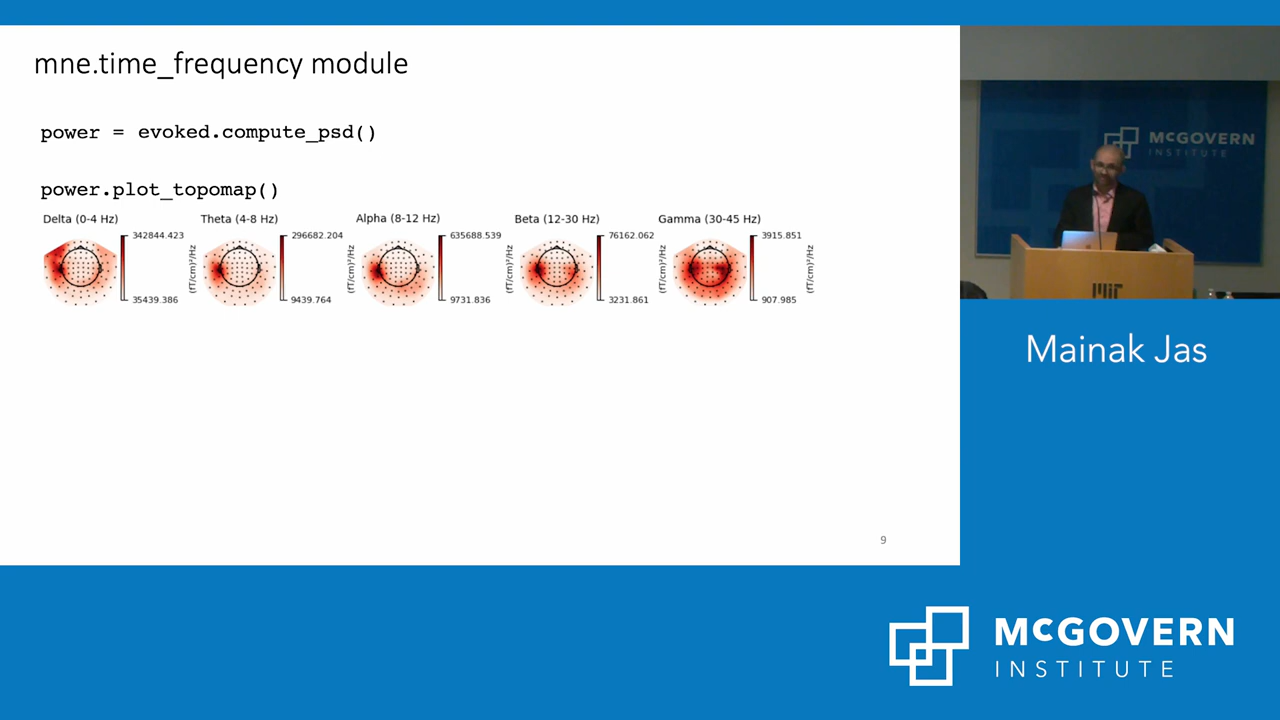 mne.time_frequency module
power = evoked.compute_psd()
power.plot_topomap()
Delta (0-4 Hz) Theta (4-8 Hz) Alpha (8-12 Hz) Beta (12-30 Hz) Gamma (30-45 Hz)
342844.423 296682.204 635688.539 76162.062 3915.851
(fT/cm)²/Hz (fT/cm)²/Hz (fT/cm)²/Hz (fT/cm)²/Hz (fT/cm)²/Hz
35439.386 9439.764 9731.836 3231.861 907.985
9
McGOVERN
INSTITUTE
MIT
Mainak Jas
McGOVERN
INSTITUTE